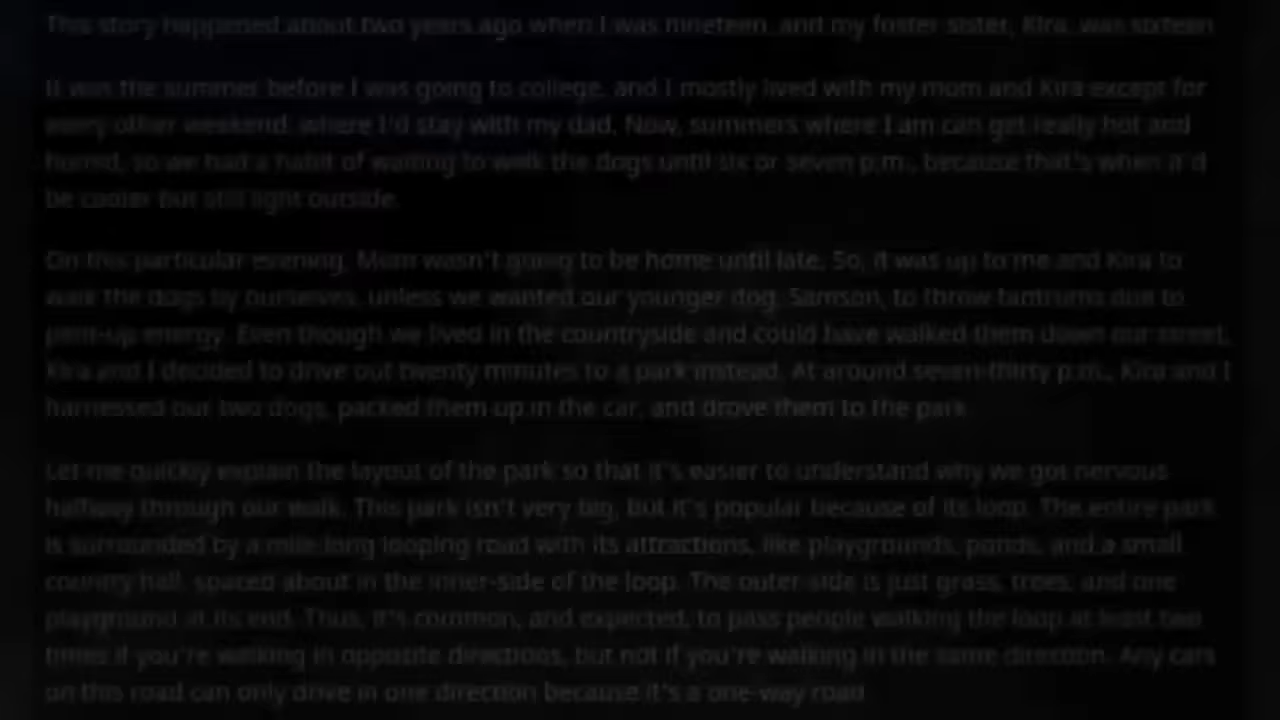 This story happened about two years ago when I was nineteen, and my foster sister, Kira, was sixteen.
It was the summer before I was going to college, and I mostly lived with my mom and Kira except for
every other weekend, where I'd stay with my dad. Now, summers where I am can get really hot and
humid, so we had a habit of waiting to walk the dogs until six or seven p.m., because that's when it'd
be cooler but still light outside.
On this particular evening, Mom wasn't going to be home until late. So, it was up to me and Kira to
walk the dogs by ourselves, unless we wanted our younger dog, Samson, to throw tantrums due to
pent-up energy. Even though we lived in the countryside and could have walked them down our street,
Kira and I decided to drive out twenty minutes to a park instead. At around seven-thirty p.m., Kira and I
harnessed our two dogs, packed them up in the car, and drove them to the park.
Let me quickly explain the layout of the park so that it's easier to understand why we got nervous
halfway through our walk. This park isn't very big, but it's popular because of its loop. The entire park
is surrounded by a mile-long looping road with its attractions, like playgrounds, ponds, and a small
country hall, spaced about in the inner-side of the loop. The outer-side is just grass, trees, and one
playground at its end. Thus, it's common, and expected, to pass people walking the loop at least two
times if you're walking in opposite directions, but not if you're walking in the same direction. Any cars
on this road can only drive in one direction because it's a one-way road.